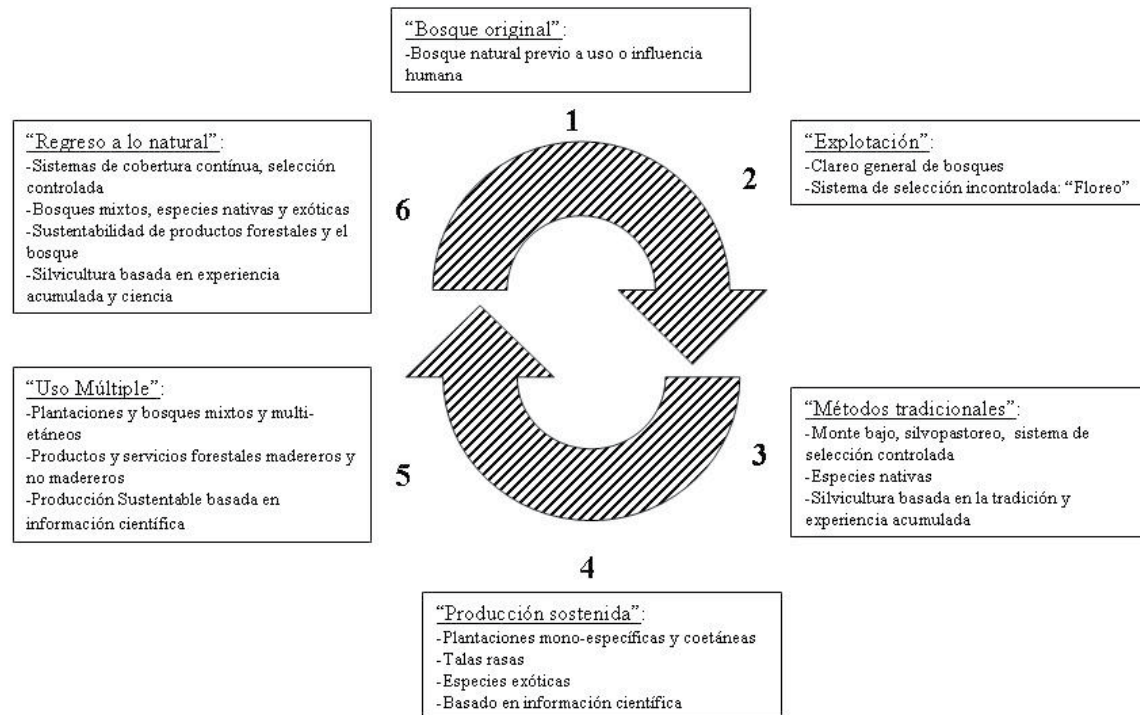 “Bosque original”:
-Bosque natural previo a uso o influencia
humana
1
“Explotación”:
-Clareo general de bosques
-Sistema de selección incontrolada: “Floreo”
2
“Métodos tradicionales”:
-Monte bajo, silvopastoreo, sistema de
selección controlada
-Especies nativas
-Silvicultura basada en la tradición y
experiencia acumulada
3
4
“Producción sostenida”:
-Plantaciones mono-específicas y coetáneas
-Talas rasas
-Especies exóticas
-Basado en información científica
“Uso Múltiple”:
-Plantaciones y bosques mixtos y multi-
etáneos
-Productos y servicios forestales madereros y
no madereros
-Producción Sustentable basada en
información científica
5
“Regreso a lo natural”:
-Sistemas de cobertura contínua, selección
controlada
-Bosques mixtos, especies nativas y exóticas
-Sustentabilidad de productos forestales y el
bosque
-Silvicultura basada en experiencia
acumulada y ciencia
6